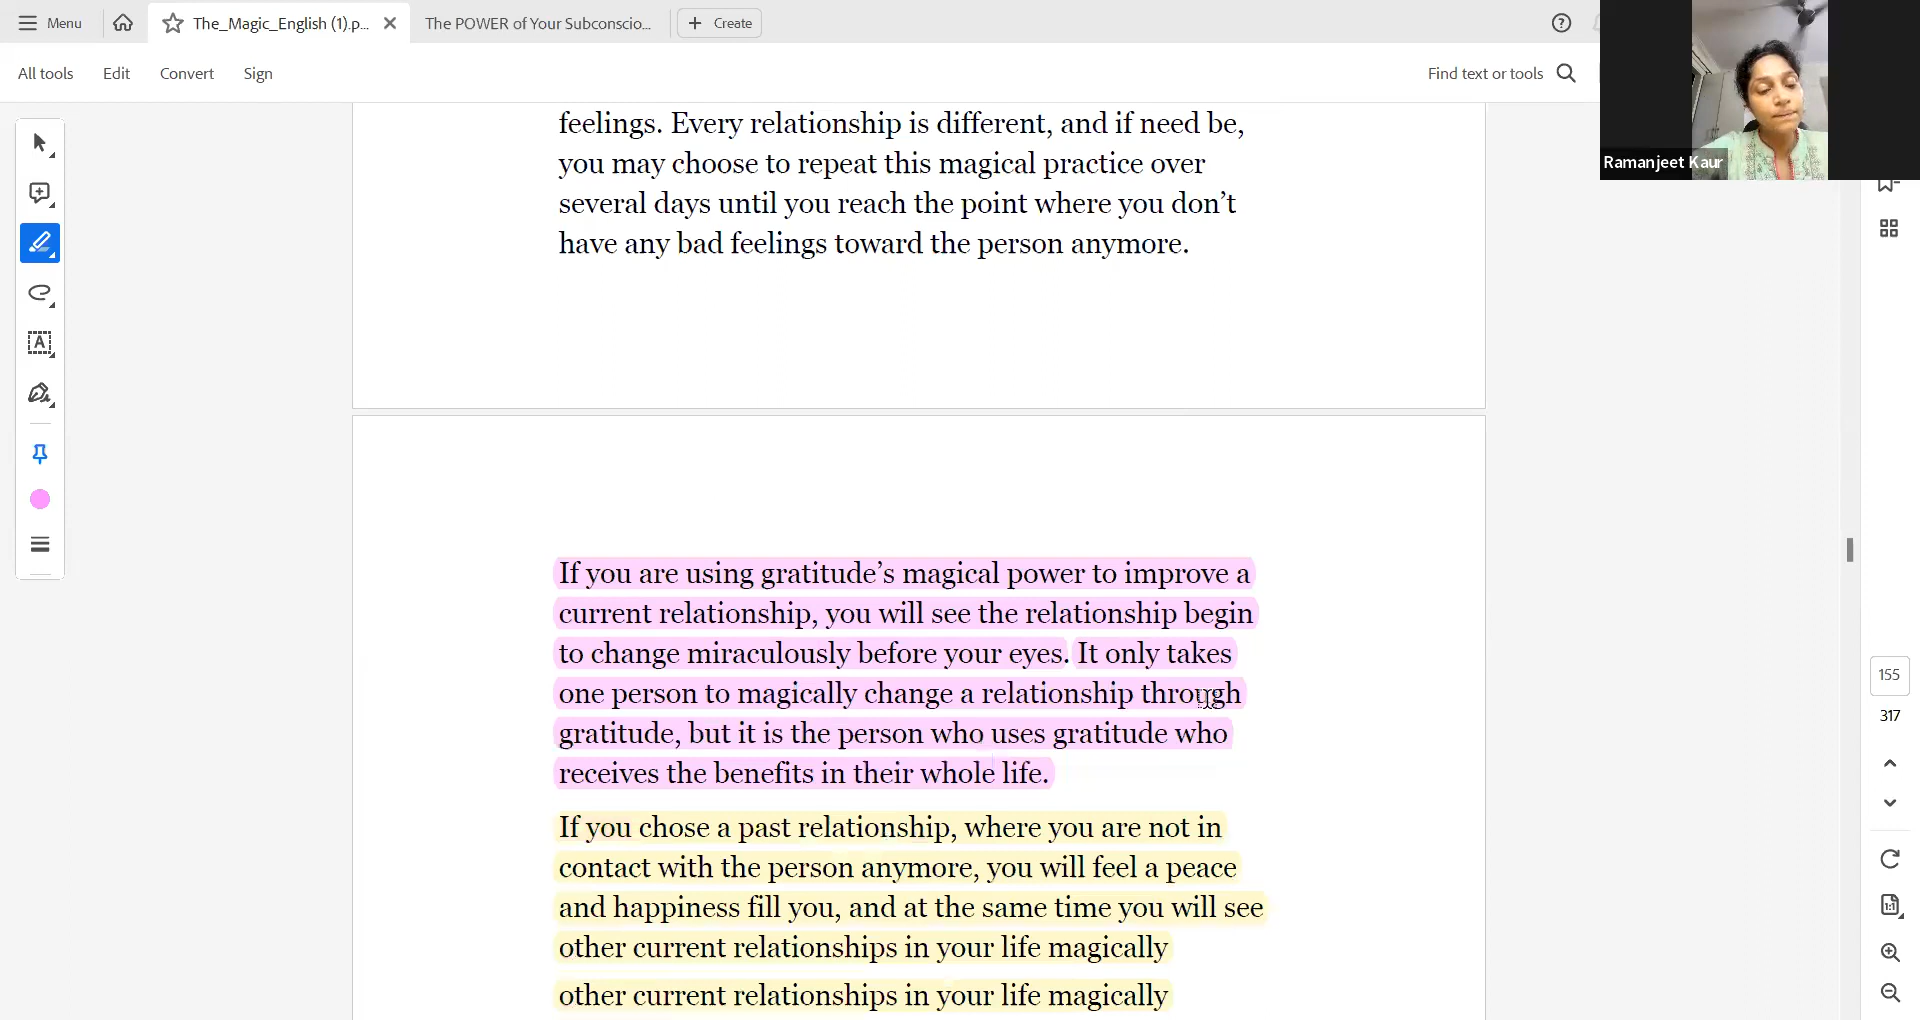 Menu
The_Magic_English (1).p...
The POWER of Your Subconscio...
Create
All tools
Edit
Convert
Sign
Find text or tools
Ramanjeet Kaur
feelings. Every relationship is different, and if need be,
you may choose to repeat this magical practice over
several days until you reach the point where you don’t
have any bad feelings toward the person anymore.
If you are using gratitude’s magical power to improve a
current relationship, you will see the relationship begin
to change miraculously before your eyes. It only takes
one person to magically change a relationship through
gratitude, but it is the person who uses gratitude who
receives the benefits in their whole life.
If you chose a past relationship, where you are not in
contact with the person anymore, you will feel a peace
and happiness fill you, and at the same time you will see
other current relationships in your life magically
other current relationships in your life magically
155
317